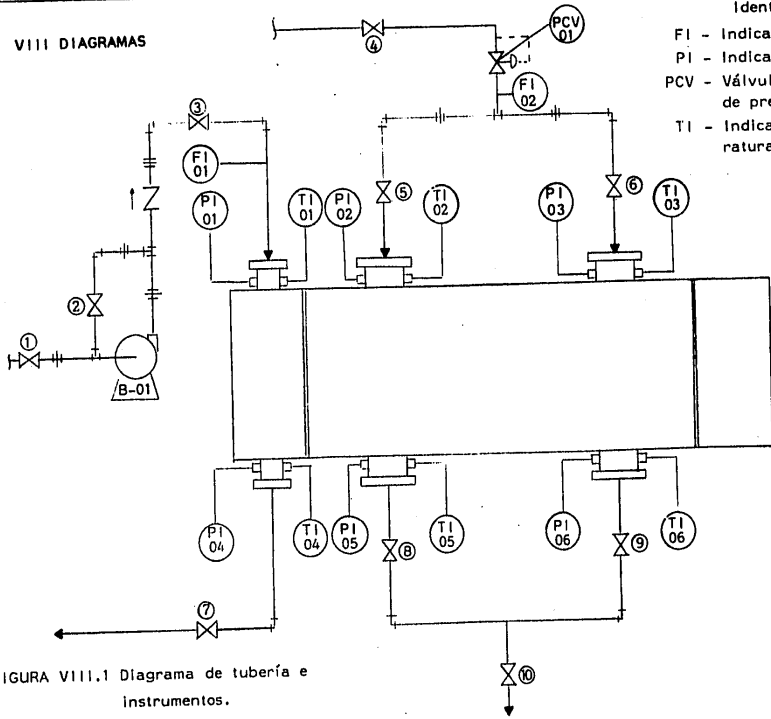 VIII DIAGRAMAS
Ident
FI - Indica
PI - Indica
PCV - Válvul
de pre
TI - Indica
ratura
④
PCV 01
FI 02
③
FI 01
PI 01
TI 01
PI 02
⑤
TI 02
PI 03
⑥
TI 03
②
①
B-01
PI 04
TI 04
PI 05
⑧
TI 05
PI 06
⑨
TI 06
⑦
⑩
IGURA VIII.1 Diagrama de tubería e
instrumentos.